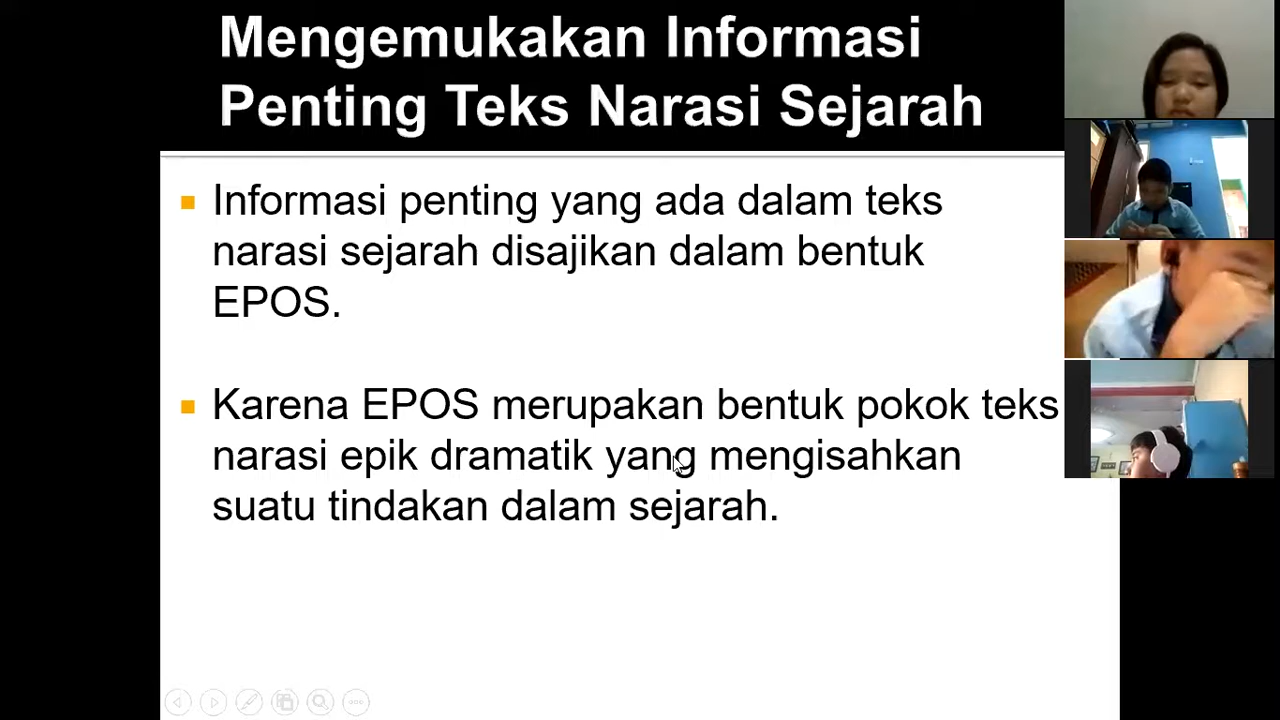 Mengemukakan Informasi
Penting Teks Narasi Sejarah
Informasi penting yang ada dalam teks
narasi sejarah disajikan dalam bentuk
EPOS.
Karena EPOS merupakan bentuk pokok teks
narasi epik dramatik yang mengisahkan
suatu tindakan dalam sejarah.